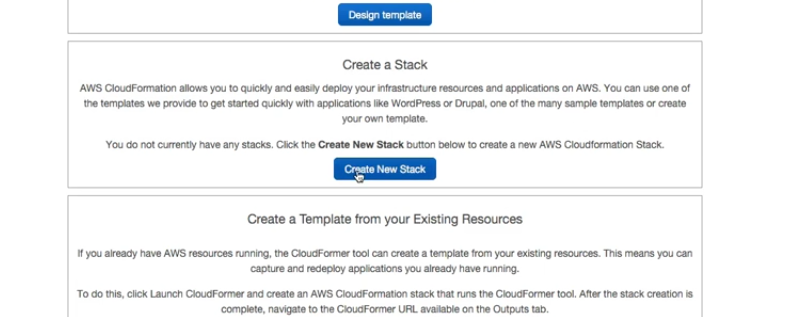 Design template
Create a Stack
AWS CloudFormation allows you to quickly and easily deploy your infrastructure resources and applications on AWS. You can use one of
the templates we provide to get started quickly with applications like WordPress or Drupal, one of the many sample templates or create
your own template.
You do not currently have any stacks. Click the Create New Stack button below to create a new AWS Cloudformation Stack.
Create New Stack
Create a Template from your Existing Resources
If you already have AWS resources running, the CloudFormer tool can create a template from your existing resources. This means you can
capture and redeploy applications you already have running.
To do this, click Launch CloudFormer and create an AWS CloudFormation stack that runs the CloudFormer tool. After the stack creation is
complete, navigate to the CloudFormer URL available on the Outputs tab.